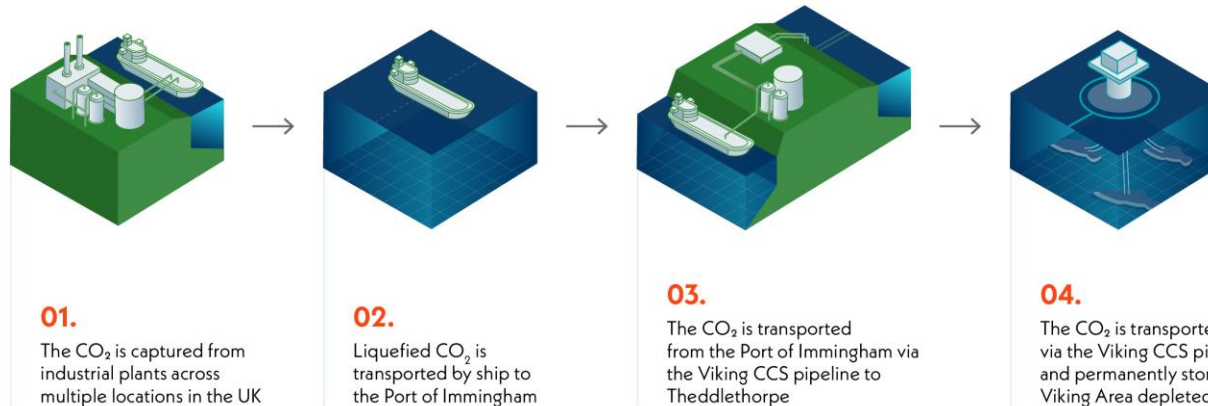 01.
The CO₂ is captured from
industrial plants across
multiple locations in the UK
02.
Liquefied CO₂ is
transported by ship to
the Port of Immingham
03.
The CO₂ is transported
from the Port of Immingham via
the Viking CCS pipeline to
Theddlethorpe
04.
The CO₂ is
via the Viking CCS
and permanently
Viking Area depleted